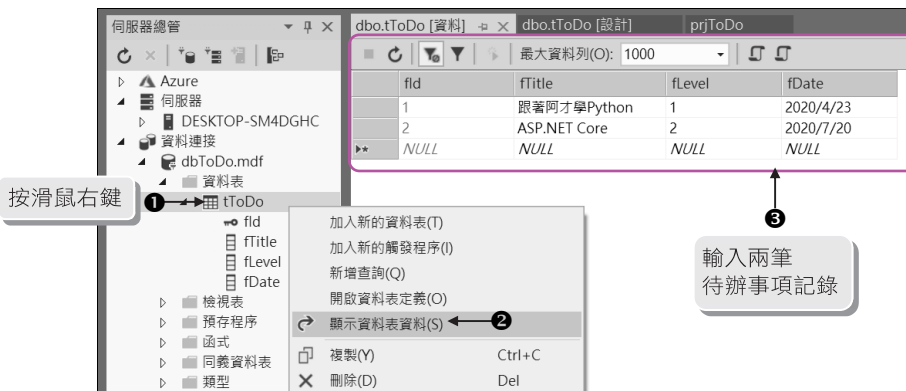 伺服器總管
dbo.tToDo [資料]
dbo.tToDo [設計]
prjToDo
最大資料列(O): 1000
Azure
伺服器
DESKTOP-SM4DGHC
資料連接
dbToDo.mdf
資料表
tToDo
fId
fTitle
fLevel
fDate
檢視表
預存程序
函式
同義資料表
類型
fId fTitle fLevel fDate
1 跟著阿才學Python 1 2020/4/23
2 ASP.NET Core 2 2020/7/20
NULL NULL NULL NULL
按滑鼠右鍵
❶
加入新的資料表(T)
加入新的觸發程序(I)
新增查詢(Q)
開啟資料表定義(O)
顯示資料表資料(S)
❷
複製(Y) Ctrl+C
刪除(D) Del
❸
輸入兩筆
待辦事項記錄